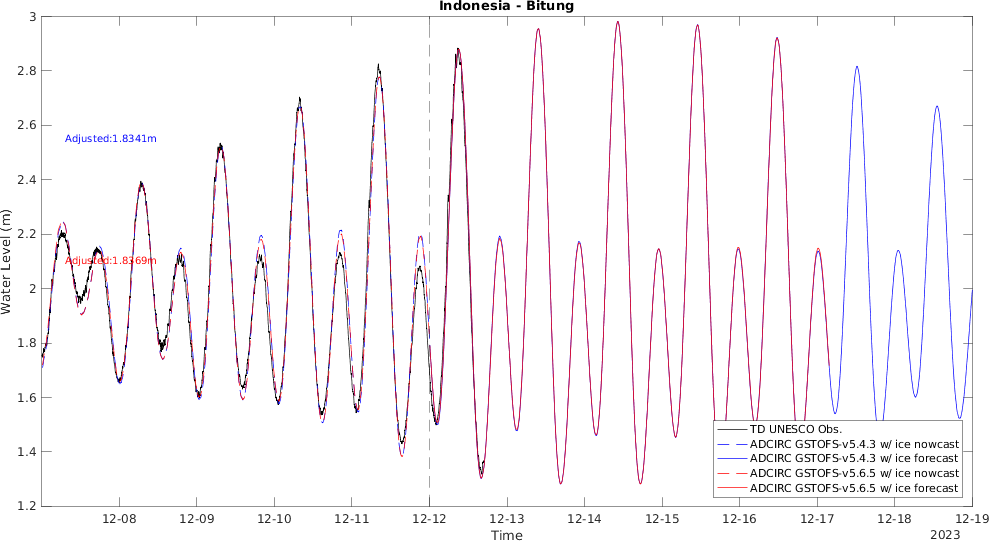 Indonesia - Bitung
3
2.8
2.6
2.4
2.2
2
1.8
1.6
1.4
1.2
Water Level (m)
Adjusted:1.8341m
Adjusted:1.8369m
TD UNESCO Obs.
ADCIRC GSTOFS-v5.4.3 w/ ice nowcast
ADCIRC GSTOFS-v5.4.3 w/ ice forecast
ADCIRC GSTOFS-v5.6.5 w/ ice nowcast
ADCIRC GSTOFS-v5.6.5 w/ ice forecast
12-08 12-09 12-10 12-11 12-12 12-13 12-14 12-15 12-16 12-17 12-18 12-19
Time
2023